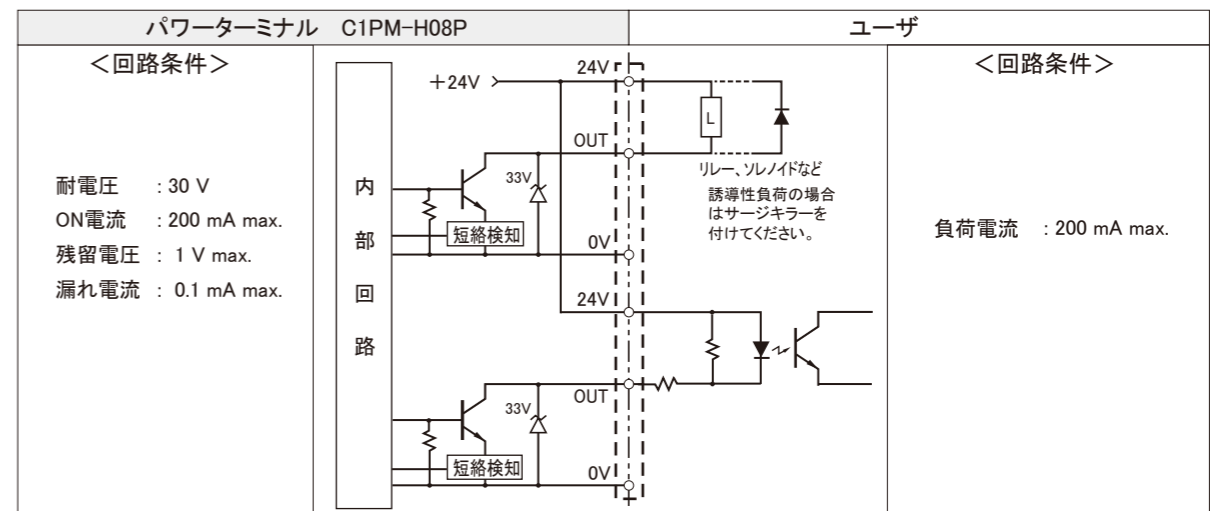 パワーターミナル C1PM-H08P
ユーザ
<回路条件>
耐電圧 : 30 V
ON電流 : 200 mA max.
残留電圧 : 1 V max.
漏れ電流 : 0.1 mA max.
内部回路
+24V
24V
OUT
33V
短絡検知
0V
24V
OUT
33V
短絡検知
0V
L
リレー、ソレノイドなど
誘導性負荷の場合
はサージキラーを
付けてください。
<回路条件>
負荷電流 : 200 mA max.